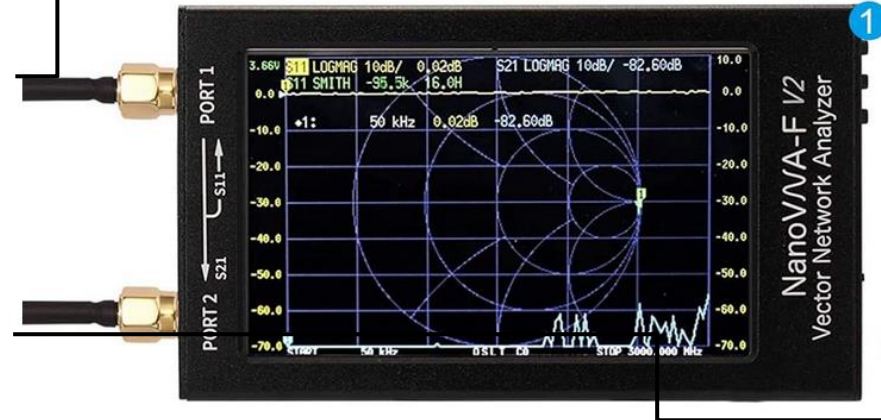 1
PORT 1
S11
S21
PORT 2
3.66V S11 LOGMAG 10dB/ 0.02dB S21 LOGMAG 10dB/ -82.60dB 10.0
S11 SMITH -95.5k 16.0H
0.0 0.0
1: 50 kHz 0.02dB -82.60dB
-10.0 -10.0
-20.0 -20.0
1
-30.0 -30.0
-40.0 -40.0
-50.0 -50.0
-60.0 -60.0
-70.0 -70.0
START 50 kHz OSLT C0 STOP 3000.000 MHz
NanoVNA-F V2
Vector Network Analyzer